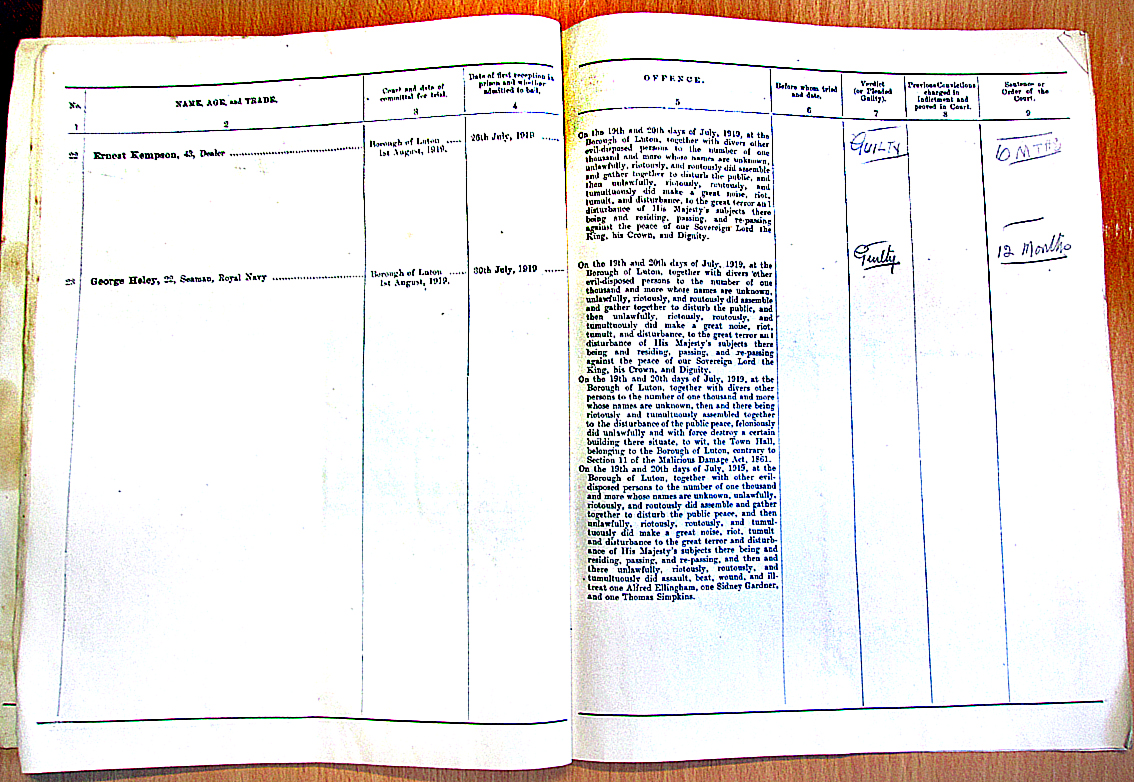 No.
NAME, AGE, and TRADE.
Court and date of
committal for trial.
Date of first reception in
prison and whether
admitted to bail.
OFFENCE.
Before whom tried
and date.
Verdict
(or Pleaded
Guilty).
Previous Convictions
charged in
Indictment and
proved in Court.
Sentence or
Order of the
Court.
1
2
3
4
5
6
7
8
9
22
Ernest Kempson, 43, Dealer
Borough of Luton
1st August, 1919.
26th July, 1919
On the 19th and 20th days of July, 1919, at the
Borough of Luton, together with divers other
evil-disposed persons to the number of one
thousand and more whose names are unknown,
unlawfully, riotously, and routously did assemble
and gather together to disturb the public, and
then unlawfully, riotously, routously, and
tumultuously did make a great noise, riot,
tumult, and disturbance, to the great terror and
disturbance of His Majesty's subjects there
being and residing, passing, and re-passing
against the peace of our Sovereign Lord the
King, his Crown, and Dignity.
GUILTY
6 MTHS
23
George Heley, 22, Seaman, Royal Navy
Borough of Luton
1st August, 1919.
30th July, 1919
On the 19th and 20th days of July, 1919, at the
Borough of Luton, together with divers other
evil-disposed persons to the number of one
thousand and more whose names are unknown,
unlawfully, riotously, and routously did assemble
and gather together to disturb the public, and
then unlawfully, riotously, routously, and
tumultuously did make a great noise, riot,
tumult, and disturbance, to the great terror and
disturbance of His Majesty's subjects there
being and residing, passing, and re-passing
against the peace of our Sovereign Lord the
King, his Crown, and Dignity.
On the 19th and 20th days of July, 1919, at the
Borough of Luton, together with divers other
persons to the number of one thousand and more
whose names are unknown, then and there being
riotously and tumultuously assembled together
to the disturbance of the public peace, feloniously
did unlawfully and with force destroy a certain
building there situate, to wit, the Town Hall,
belonging to the Borough of Luton, contrary to
Section 11 of the Malicious Damage Act, 1861.
On the 19th and 20th days of July, 1919, at the
Borough of Luton, together with other evil-
disposed persons to the number of one thousand
and more whose names are unknown, unlawfully,
riotously, and routously did assemble and gather
together to disturb the public peace, and then
unlawfully, riotously, routously, and tumul-
tuously did make a great noise, riot, tumult
and disturbance to the great terror and disturb-
ance of His Majesty's subjects there being and
residing, passing, and re-passing, and then and
there unlawfully, riotously, routously, and
tumultuously did assault, beat, wound, and ill-
treat one Alfred Ellingham, one Sidney Gardner,
and one Thomas Simpkins.
Guilty
12 Months